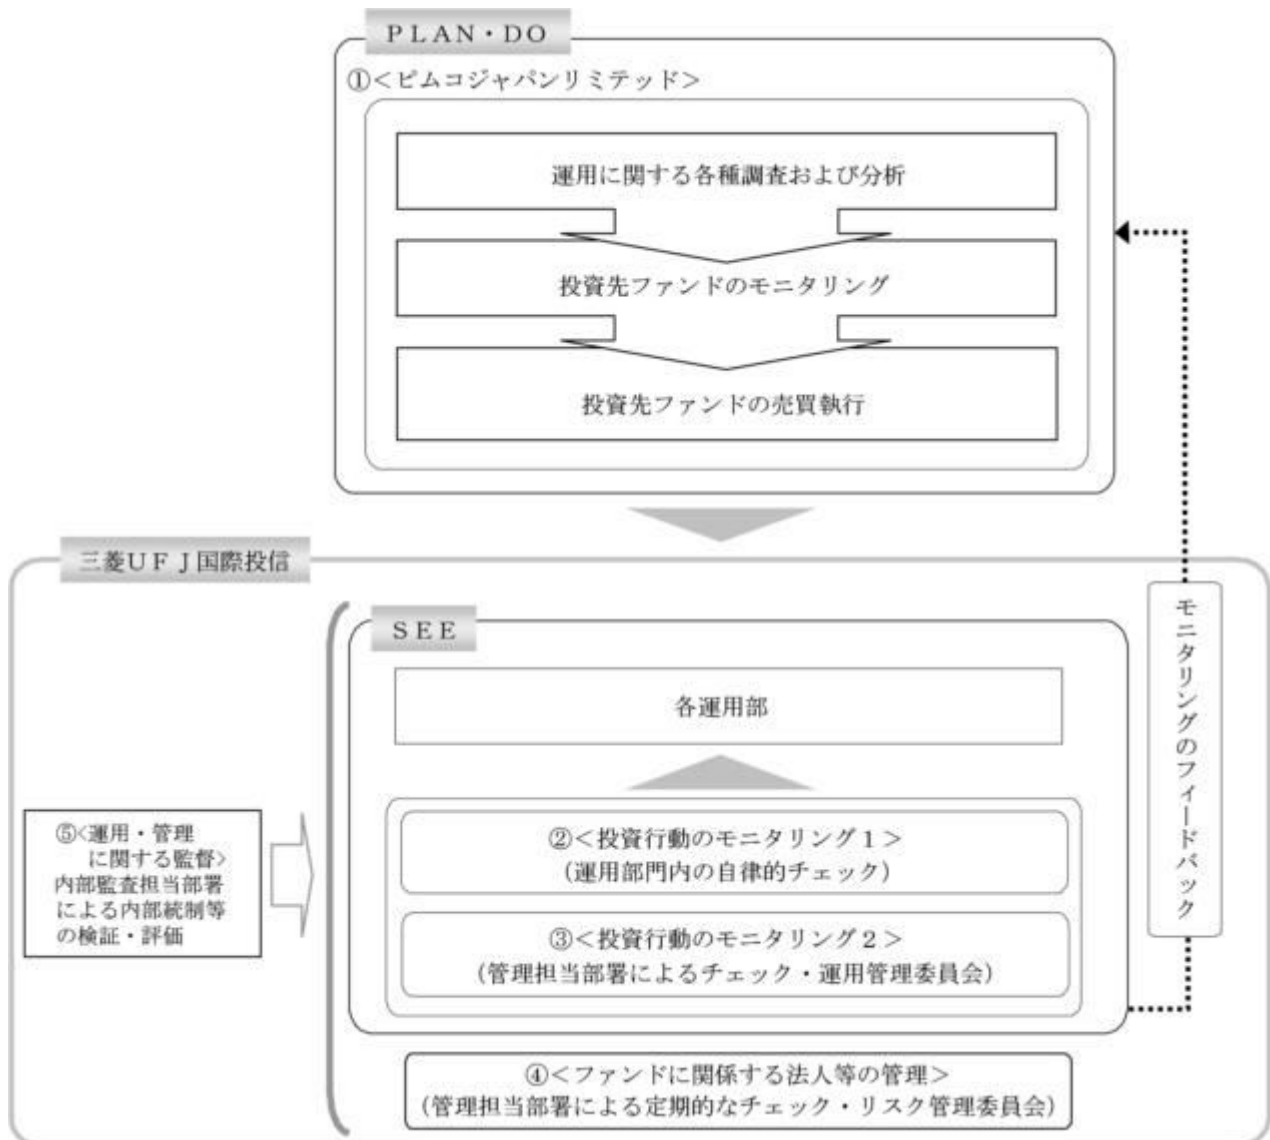 ＰＬＡＮ・ＤＯ
①＜ピムコジャパンリミテッド＞
運用に関する各種調査および分析
投資先ファンドのモニタリング
投資先ファンドの売買執行
三菱ＵＦＪ国際投信
ＳＥＥ
各運用部
②＜投資行動のモニタリング１＞
（運用部門内の自律的チェック）
③＜投資行動のモニタリング２＞
（管理担当部署によるチェック・運用管理委員会）
④＜ファンドに関係する法人等の管理＞
（管理担当部署による定期的なチェック・リスク管理委員会）
⑤<運用・管理
に関する監督>
内部監査担当部署
による内部統制等
の検証・評価
モニタリングのフィードバック